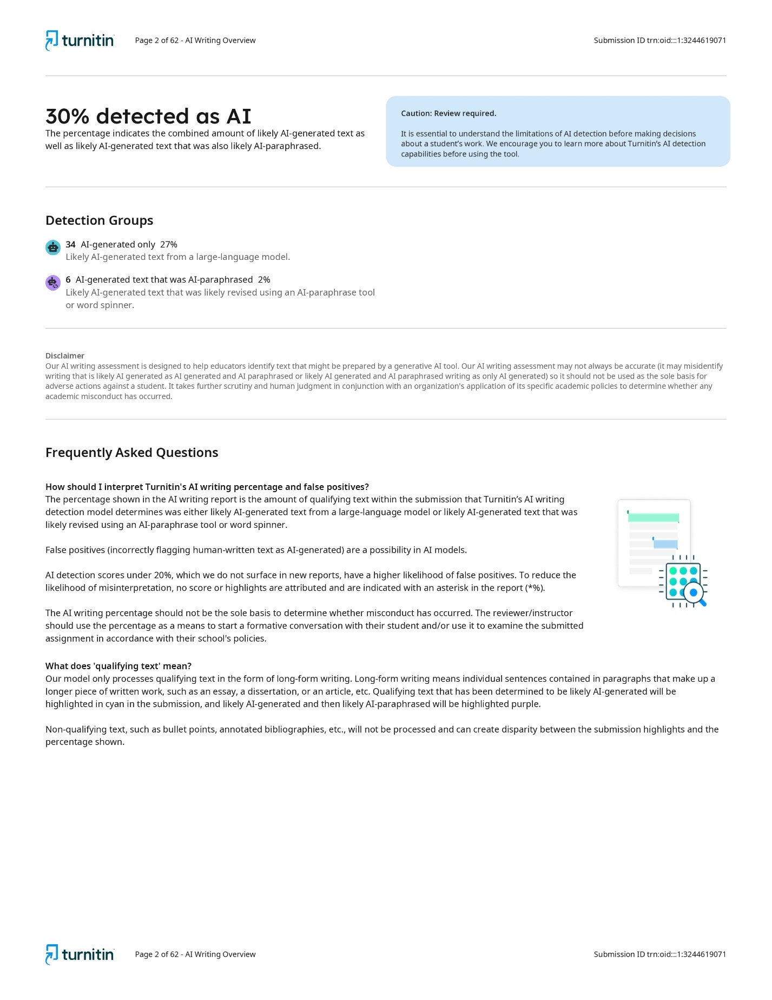 turnitin Page 2 of 62 - AI Writing Overview Submission ID trn:oid:::1:3244619071
30% detected as AI
The percentage indicates the combined amount of likely AI-generated text as
well as likely AI-generated text that was also likely AI-paraphrased.
Caution: Review required.
It is essential to understand the limitations of AI detection before making decisions
about a student’s work. We encourage you to learn more about Turnitin’s AI detection
capabilities before using the tool.
Detection Groups
34 AI-generated only 27%
Likely AI-generated text from a large-language model.
6 AI-generated text that was AI-paraphrased 2%
Likely AI-generated text that was likely revised using an AI-paraphrase tool
or word spinner.
Disclaimer
Our AI writing assessment is designed to help educators identify text that might be prepared by a generative AI tool. Our AI writing assessment may not always be accurate (it may misidentify
writing that is likely AI generated as AI generated and AI paraphrased or likely AI generated and AI paraphrased writing as only AI generated) so it should not be used as the sole basis for
adverse actions against a student. It takes further scrutiny and human judgment in conjunction with an organization's application of its specific academic policies to determine whether any
academic misconduct has occurred.
Frequently Asked Questions
How should I interpret Turnitin's AI writing percentage and false positives?
The percentage shown in the AI writing report is the amount of qualifying text within the submission that Turnitin’s AI writing
detection model determines was either likely AI-generated text from a large-language model or likely AI-generated text that was
likely revised using an AI-paraphrase tool or word spinner.
False positives (incorrectly flagging human-written text as AI-generated) are a possibility in AI models.
AI detection scores under 20%, which we do not surface in new reports, have a higher likelihood of false positives. To reduce the
likelihood of misinterpretation, no score or highlights are attributed and are indicated with an asterisk in the report (*%).
The AI writing percentage should not be the sole basis to determine whether misconduct has occurred. The reviewer/instructor
should use the percentage as a means to start a formative conversation with their student and/or use it to examine the submitted
assignment in accordance with their school's policies.
What does 'qualifying text' mean?
Our model only processes qualifying text in the form of long-form writing. Long-form writing means individual sentences contained in paragraphs that make up a
longer piece of written work, such as an essay, a dissertation, or an article, etc. Qualifying text that has been determined to be likely AI-generated will be
highlighted in cyan in the submission, and likely AI-generated and then likely AI-paraphrased will be highlighted purple.
Non-qualifying text, such as bullet points, annotated bibliographies, etc., will not be processed and can create disparity between the submission highlights and the
percentage shown.
turnitin Page 2 of 62 - AI Writing Overview Submission ID trn:oid:::1:3244619071